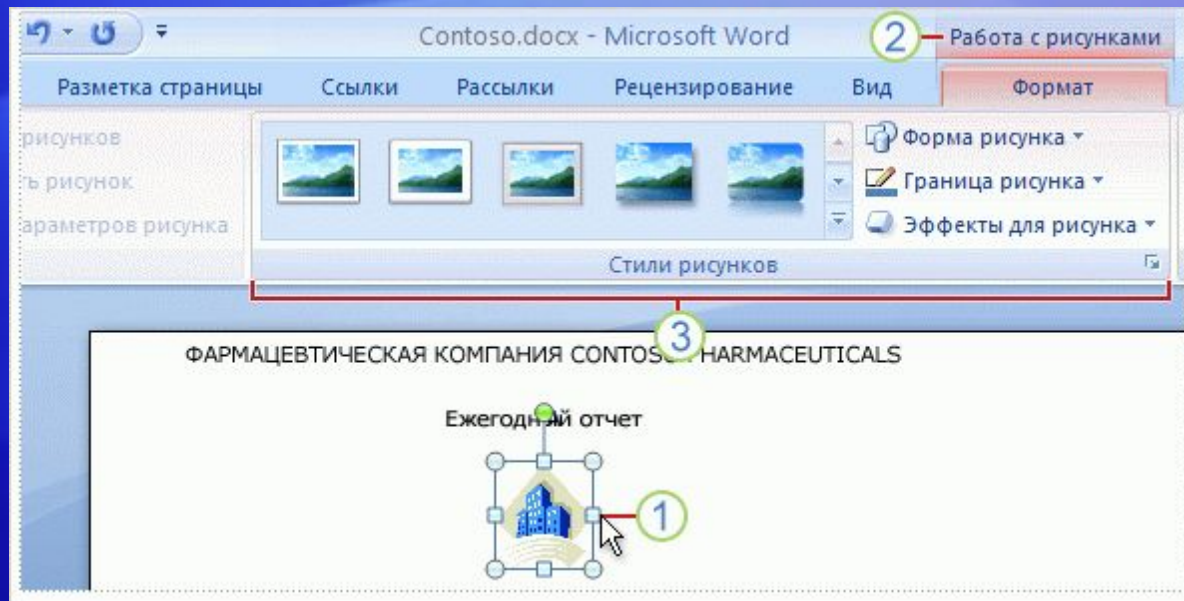 Contoso.docx - Microsoft Word
2
Работа с рисунками
Разметка страницы Ссылки Рассылки Рецензирование Вид Формат
рисунков
ь рисунок
араметров рисунка
Форма рисунка
Граница рисунка
Эффекты для рисунка
Стили рисунков
3
ФАРМАЦЕВТИЧЕСКАЯ КОМПАНИЯ CONTOSO PHARMACEUTICALS
Ежегодный отчет
1